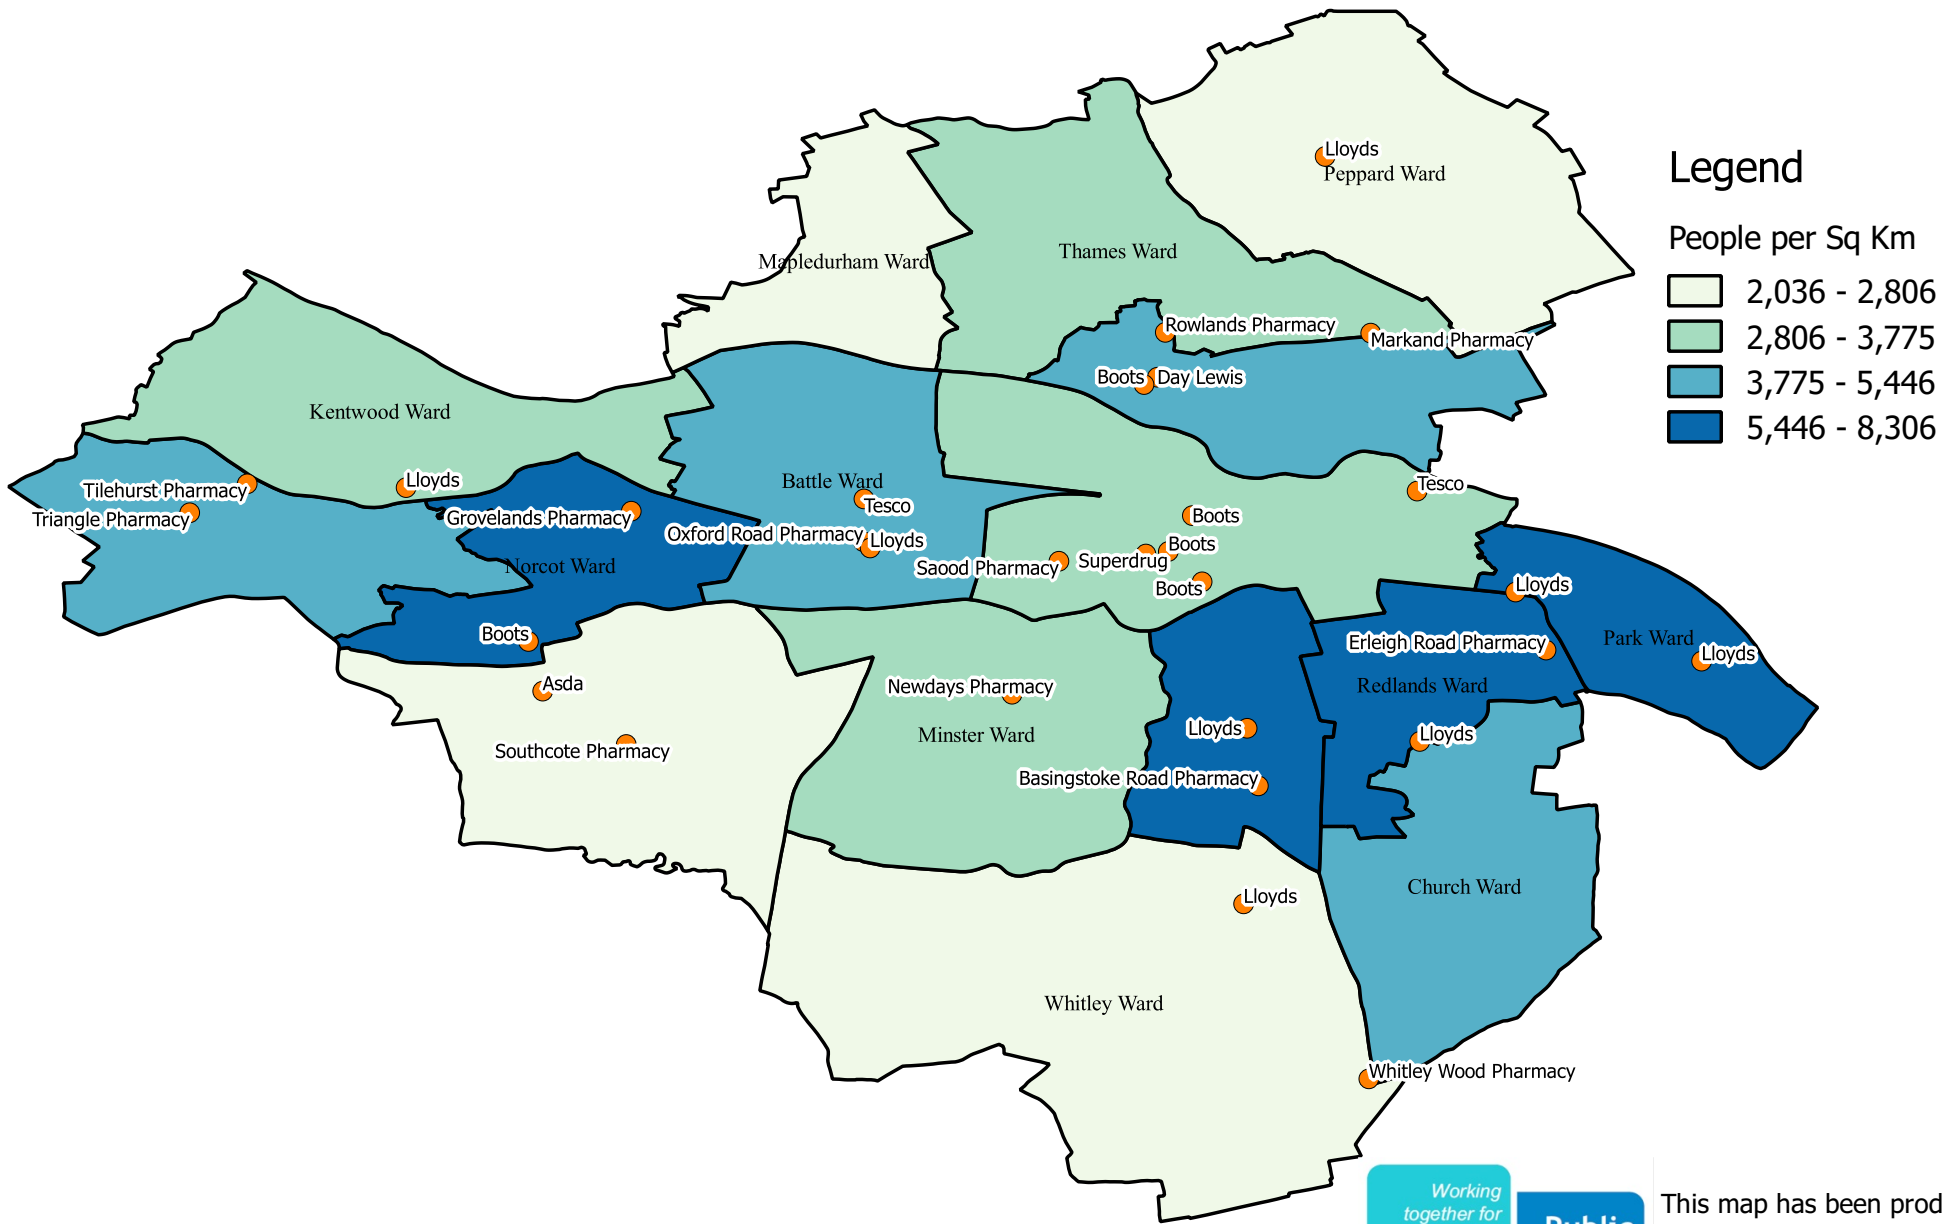 Lloyds
Peppard Ward
Legend
People per Sq Km
2,036 - 2,806
2,806 - 3,775
3,775 - 5,446
5,446 - 8,306
Mapledurham Ward
Thames Ward
Rowlands Pharmacy
Markand Pharmacy
Boots
Day Lewis
Kentwood Ward
Battle Ward
Tesco
Tesco
Lloyds
Tilehurst Pharmacy
Triangle Pharmacy
Grovelands Pharmacy
Norcot Ward
Oxford Road Pharmacy
Lloyds
Saood Pharmacy
Superdrug
Boots
Boots
Boots
Lloyds
Boots
Erleigh Road Pharmacy
Park Ward
Lloyds
Redlands Ward
Asda
Newdays Pharmacy
Southcote Pharmacy
Minster Ward
Lloyds
Lloyds
Basingstoke Road Pharmacy
Lloyds
Church Ward
Whitley Ward
Whitley Wood Pharmacy
Working
together for
Public
This map has been prod